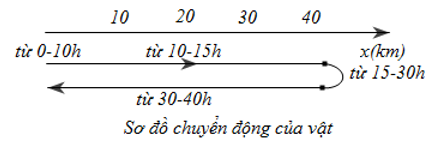 10 20 30 40
từ 0-10h từ 10-15h x(km)
từ 15-30h
từ 30-40h
Sơ đồ chuyển động của vật